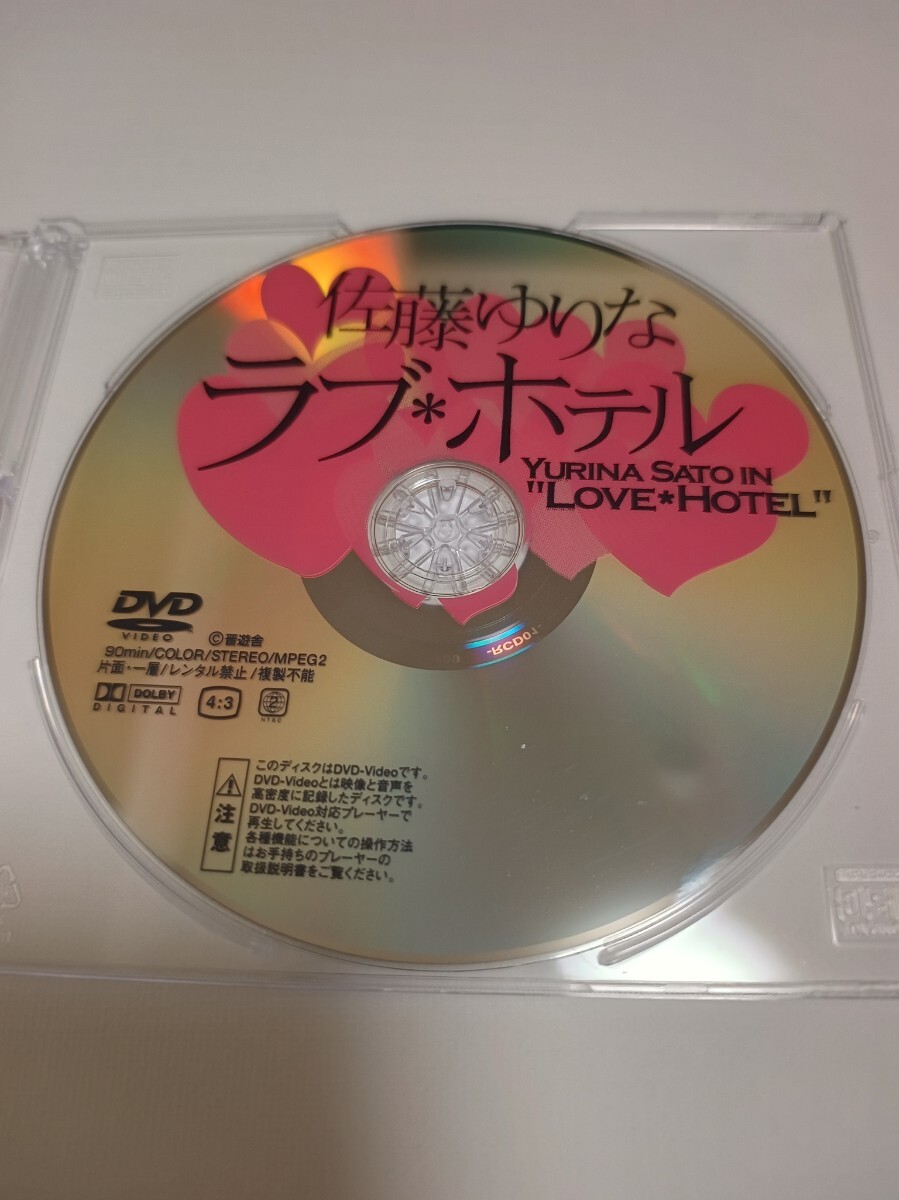 佐藤ゆりな
ラブ*ホテル
YURINA SATO IN
"LOVE*HOTEL"
DVD
VIDEO
©晋遊舎
90min/COLOR/STEREO/MPEG2
片面・一層/レンタル禁止/複製不能
DOLBY
DIGITAL
4:3
2
NTSC
-RCD01-
注意
このディスクはDVD-Videoです。
DVD-Videoとは映像と音声を
高密度に記録したディスクです。
DVD-Video対応プレーヤーで
再生してください。
各種機能についての操作方法
はお手持ちのプレーヤーの
取扱説明書をご覧ください。